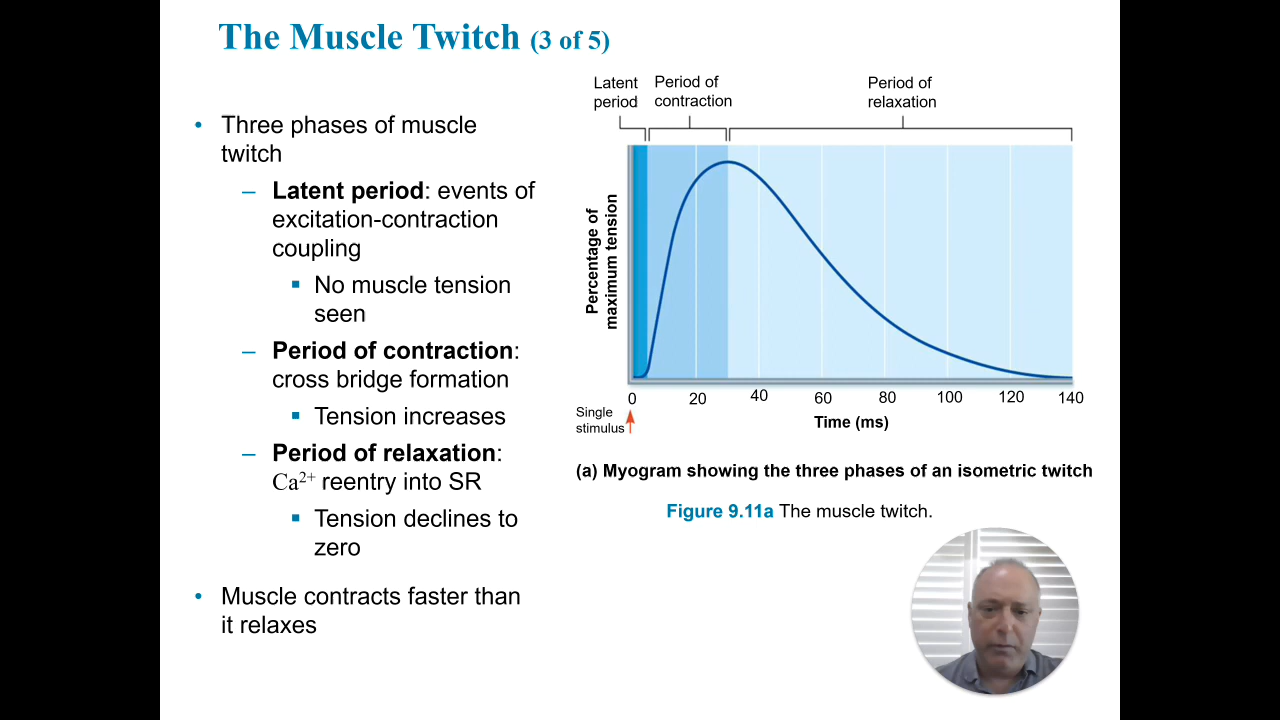 The Muscle Twitch (3 of 5)
• Three phases of muscle
twitch
– Latent period: events of
excitation-contraction
coupling
▪ No muscle tension
seen
– Period of contraction:
cross bridge formation
▪ Tension increases
– Period of relaxation:
Ca²⁺ reentry into SR
▪ Tension declines to
zero
• Muscle contracts faster than
it relaxes
Latent
period
Period of
contraction
Period of
relaxation
Percentage of
maximum tension
0 20 40 60 80 100 120 140
Single
stimulus
Time (ms)
(a) Myogram showing the three phases of an isometric twitch
Figure 9.11a The muscle twitch.